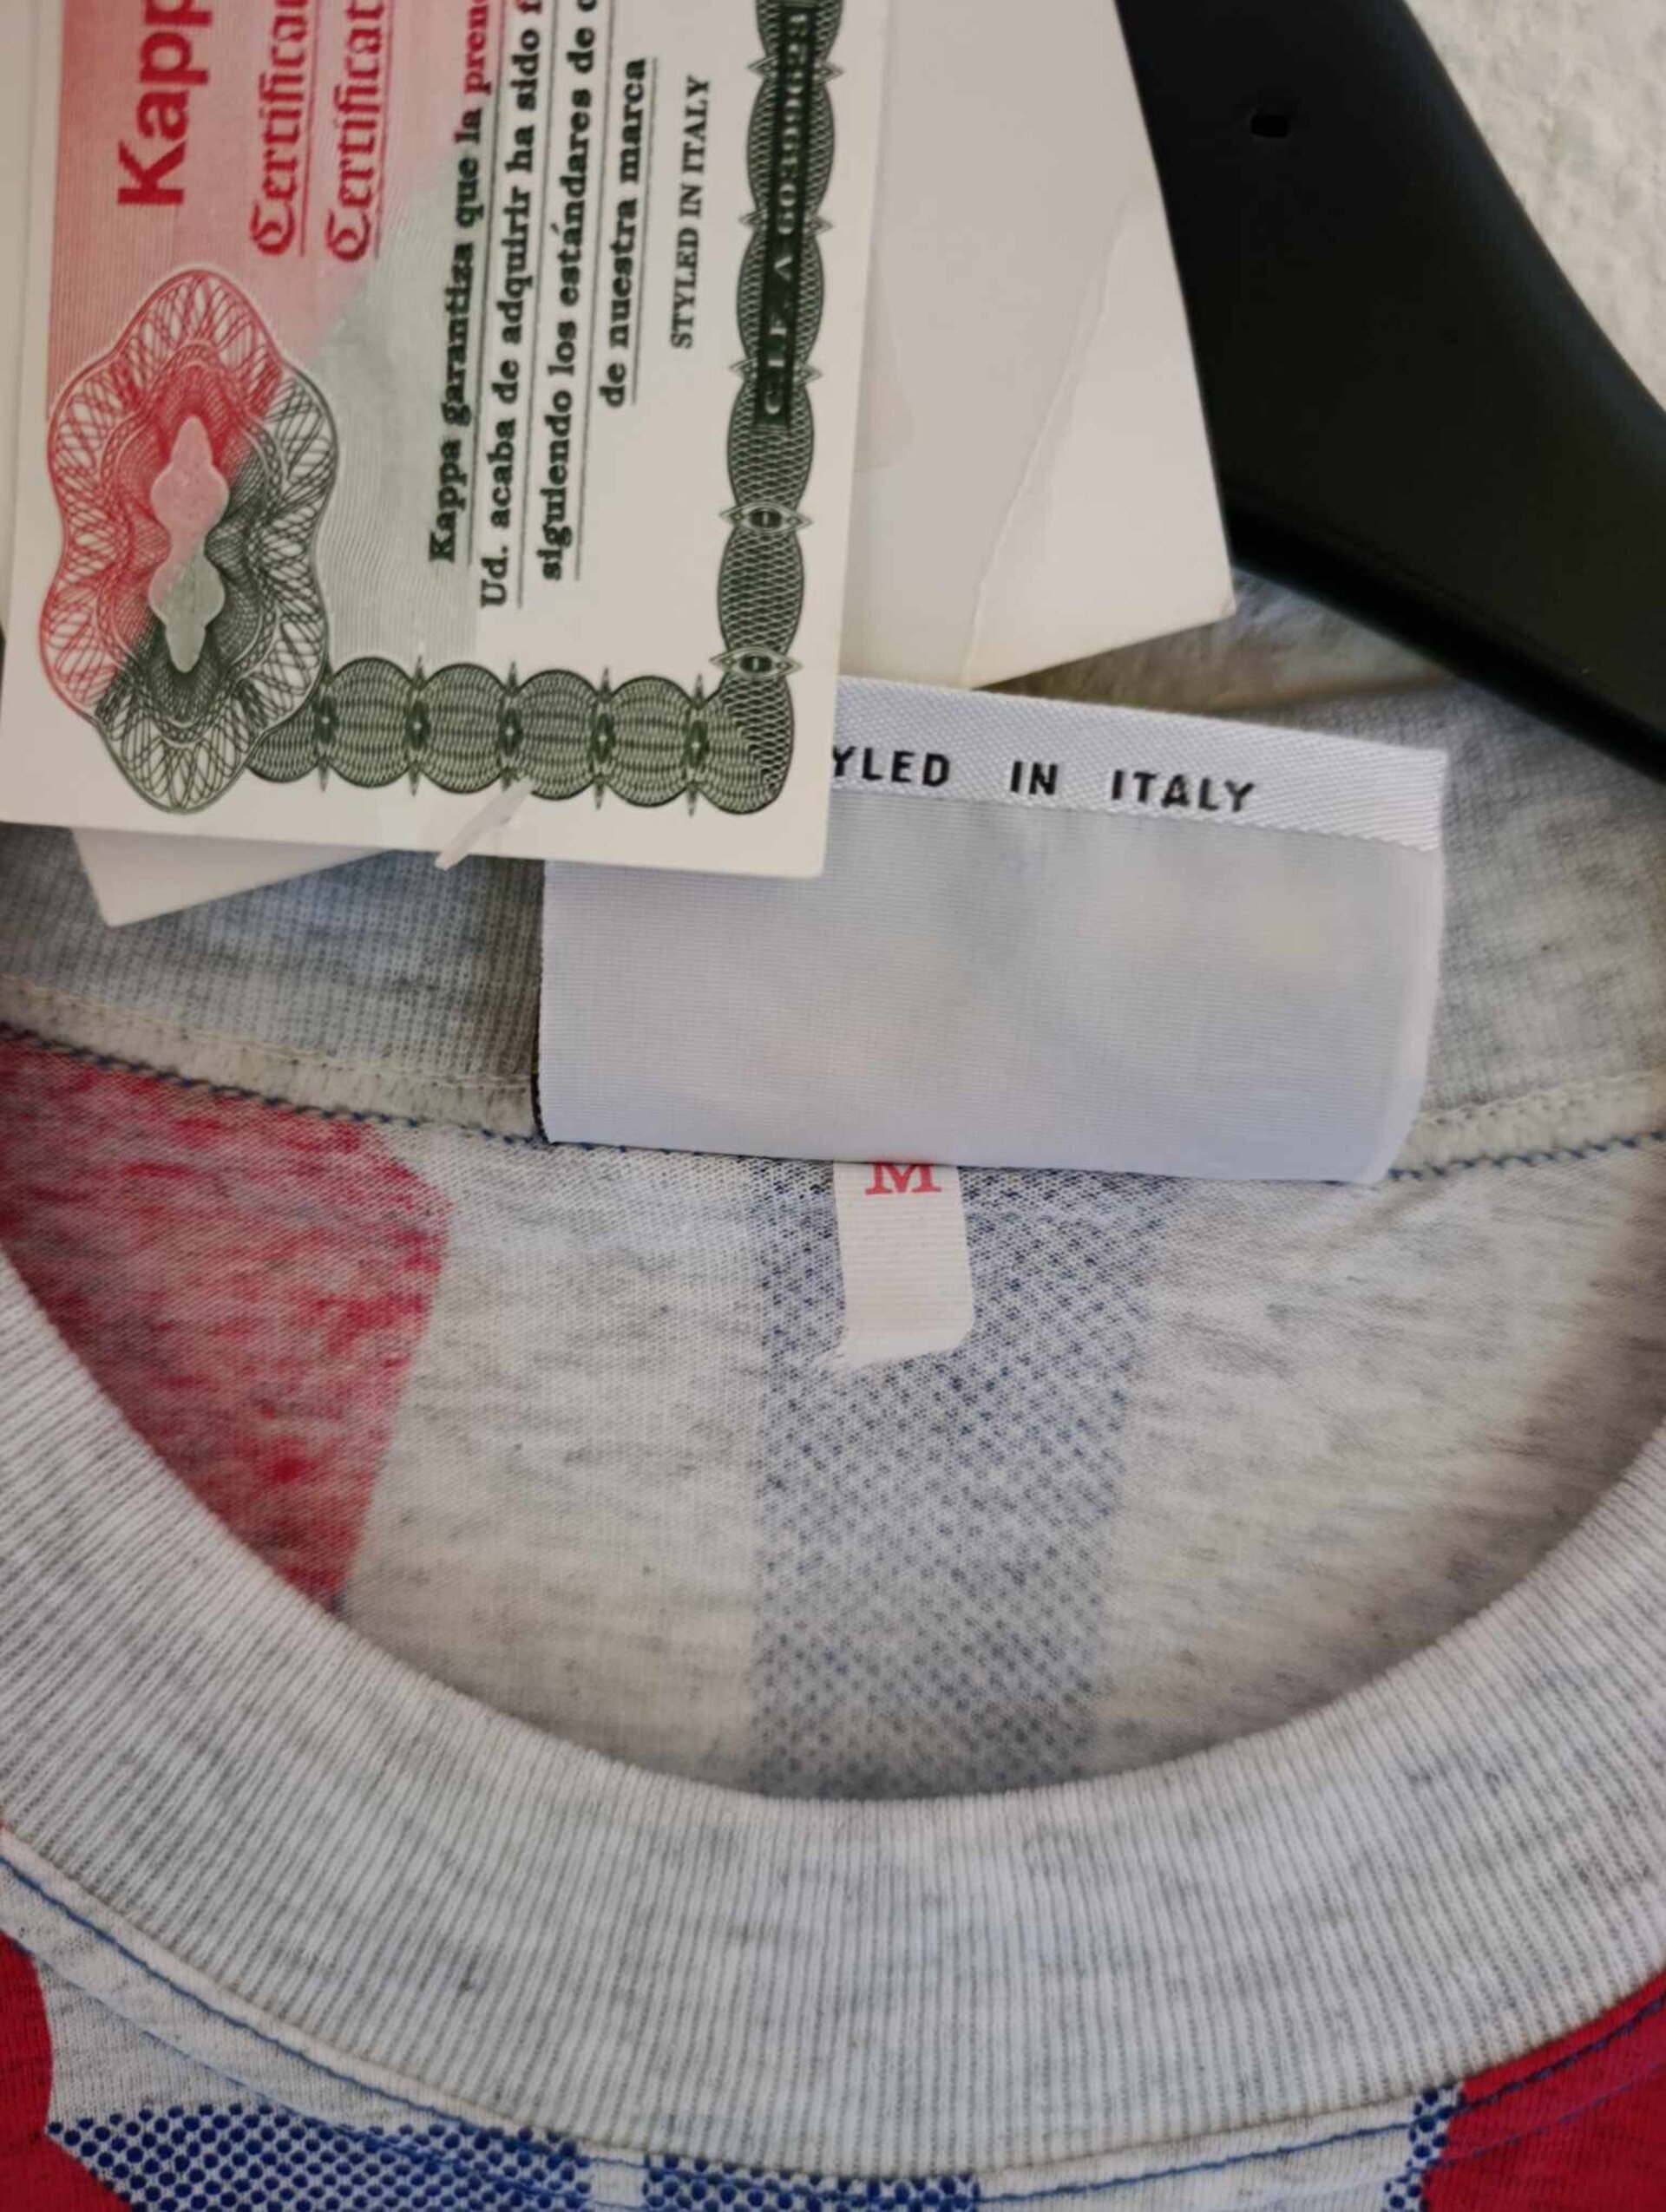 Kapp
Certificad
Certificat
Kappa garantiza que la pren
Ud. acaba de adquirir ha sido f
siguiendo los estándares de c
de nuestra marca
STYLED IN ITALY
C.I.F. A
YLED IN ITALY
M